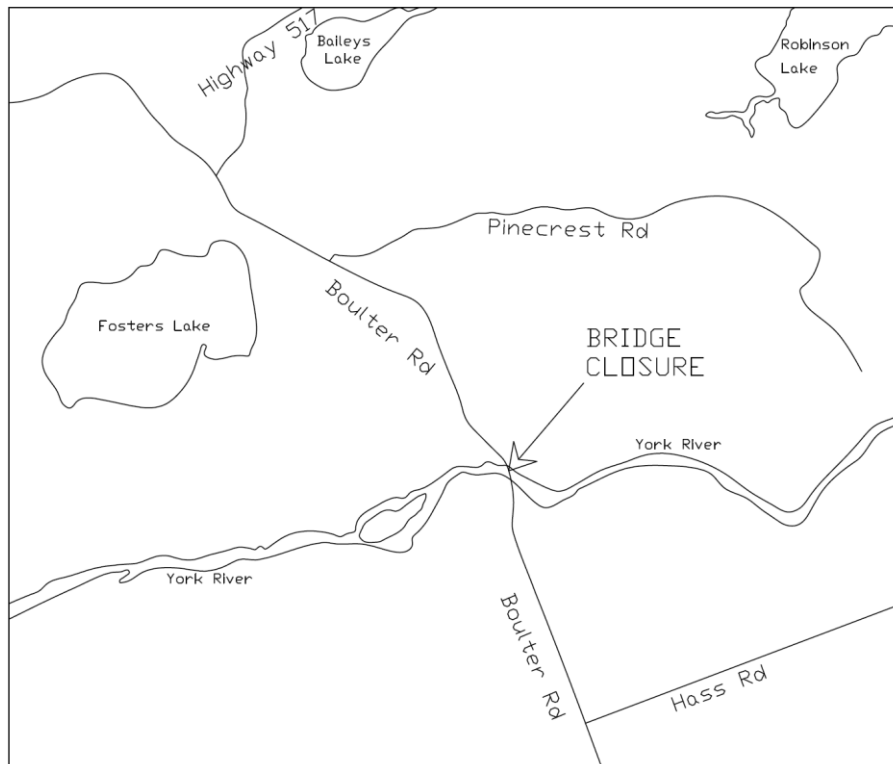 Highway 517
Baileys
Lake
Robinson
Lake
Pinecrest Rd
Fosters Lake
Boulter Rd
BRIDGE
CLOSURE
York River
York River
Boulter Rd
Hass Rd